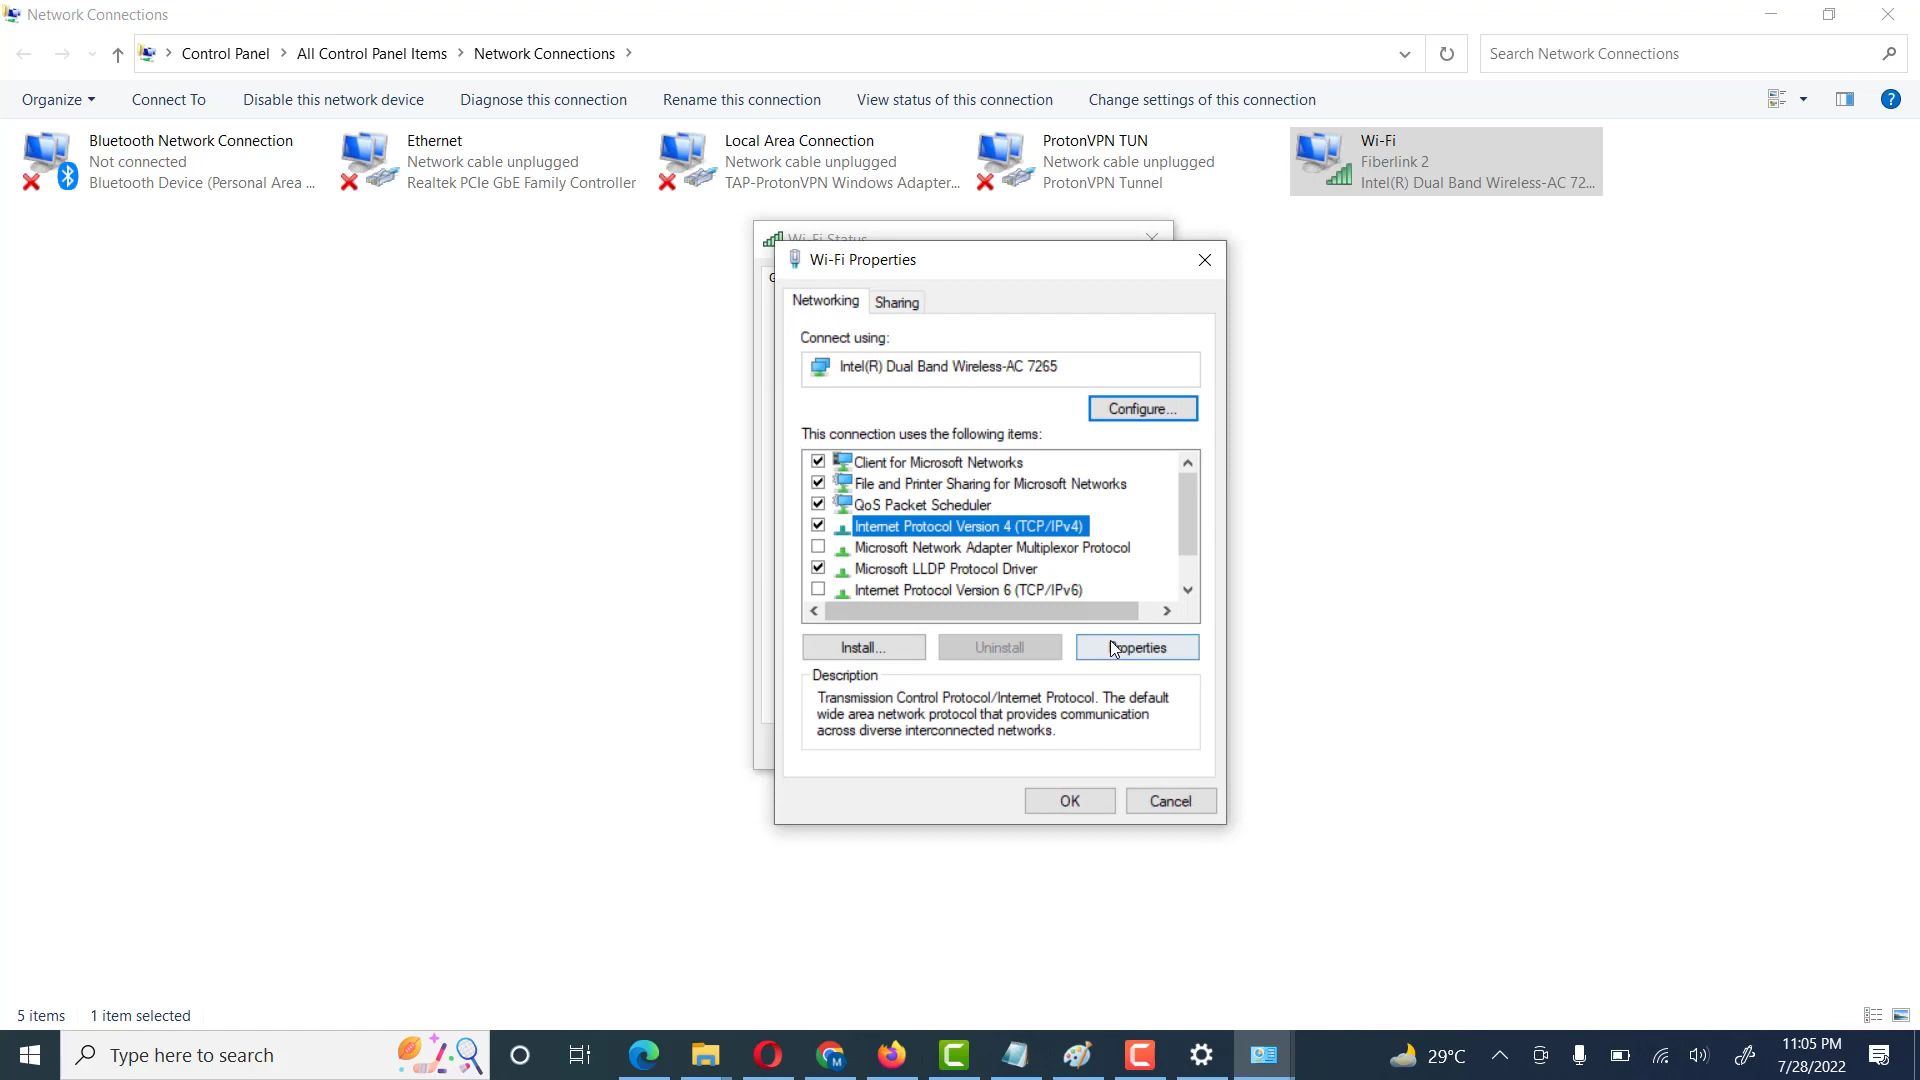 Network Connections
Control Panel > All Control Panel Items > Network Connections >
Search Network Connections
Organize
Connect To
Disable this network device
Diagnose this connection
Rename this connection
View status of this connection
Change settings of this connection
Bluetooth Network Connection
Not connected
Bluetooth Device (Personal Area ...
Ethernet
Network cable unplugged
Realtek PCIe GbE Family Controller
Local Area Connection
Network cable unplugged
TAP-ProtonVPN Windows Adapter...
ProtonVPN TUN
Network cable unplugged
ProtonVPN Tunnel
Wi-Fi
Fiberlink 2
Intel(R) Dual Band Wireless-AC 72...
Wi-Fi Status
Wi-Fi Properties
Networking
Sharing
Connect using:
Intel(R) Dual Band Wireless-AC 7265
Configure...
This connection uses the following items:
Client for Microsoft Networks
File and Printer Sharing for Microsoft Networks
QoS Packet Scheduler
Internet Protocol Version 4 (TCP/IPv4)
Microsoft Network Adapter Multiplexor Protocol
Microsoft LLDP Protocol Driver
Internet Protocol Version 6 (TCP/IPv6)
Install...
Uninstall
Properties
Description
Transmission Control Protocol/Internet Protocol. The default
wide area network protocol that provides communication
across diverse interconnected networks.
OK
Cancel
5 items
1 item selected
Type here to search
29°C
11:05 PM
7/28/2022